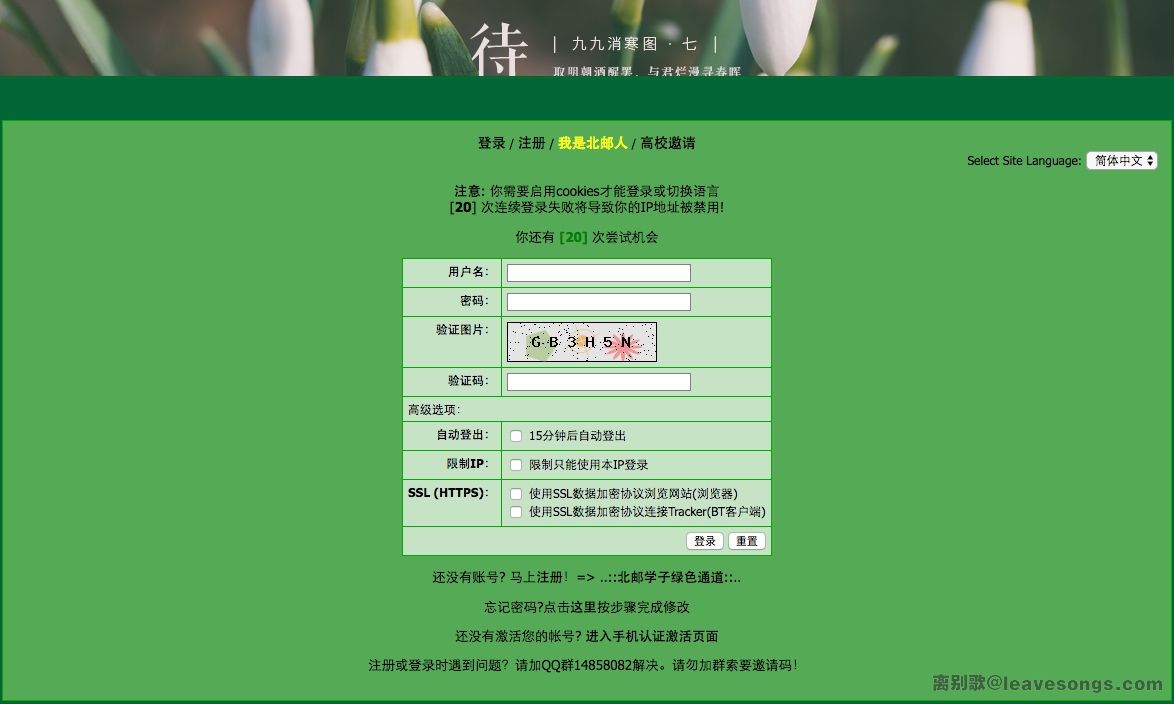 待
| 九九消寒图 · 七 |
取明朝酒醒罢，与君烂漫寻春晖
登录 / 注册 / 我是北邮人 / 高校邀请
Select Site Language: 简体中文
注意: 你需要启用cookies才能登录或切换语言
[20] 次连续登录失败将导致你的IP地址被禁用!
你还有 [20] 次尝试机会
用户名:
密码:
验证图片: G B 3 H 5 N
验证码:
高级选项:
自动登出: 15分钟后自动登出
限制IP: 限制只能使用本IP登录
SSL (HTTPS): 使用SSL数据加密协议浏览网站(浏览器)
使用SSL数据加密协议连接Tracker(BT客户端)
登录 重置
还没有账号? 马上注册! => ..::北邮学子绿色通道::..
忘记密码?点击这里按步骤完成修改
还没有激活您的帐号? 进入手机认证激活页面
注册或登录时遇到问题? 请加QQ群14858082解决。请勿加群索要邀请码!
离别歌@leavesongs.com